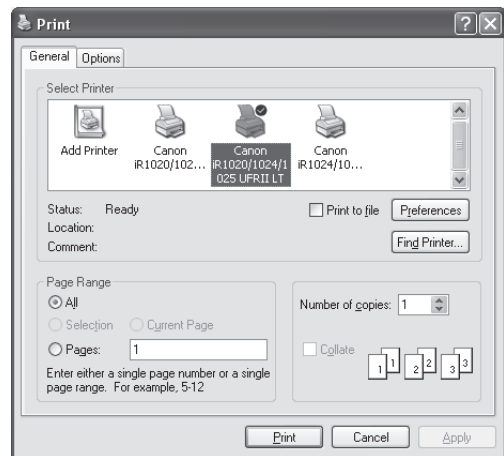 Print
General Options
Select Printer
Add Printer
Canon
iR1020/102...
Canon
iR1020/1024/1
025 UFRII LT
Canon
iR1024/10...
Status: Ready
Location:
Comment:
Print to file
Preferences
Find Printer...
Page Range
All
Selection Current Page
Pages: 1
Enter either a single page number or a single
page range. For example, 5-12
Number of copies: 1
Collate
1 1 2 2 3 3
Print Cancel Apply